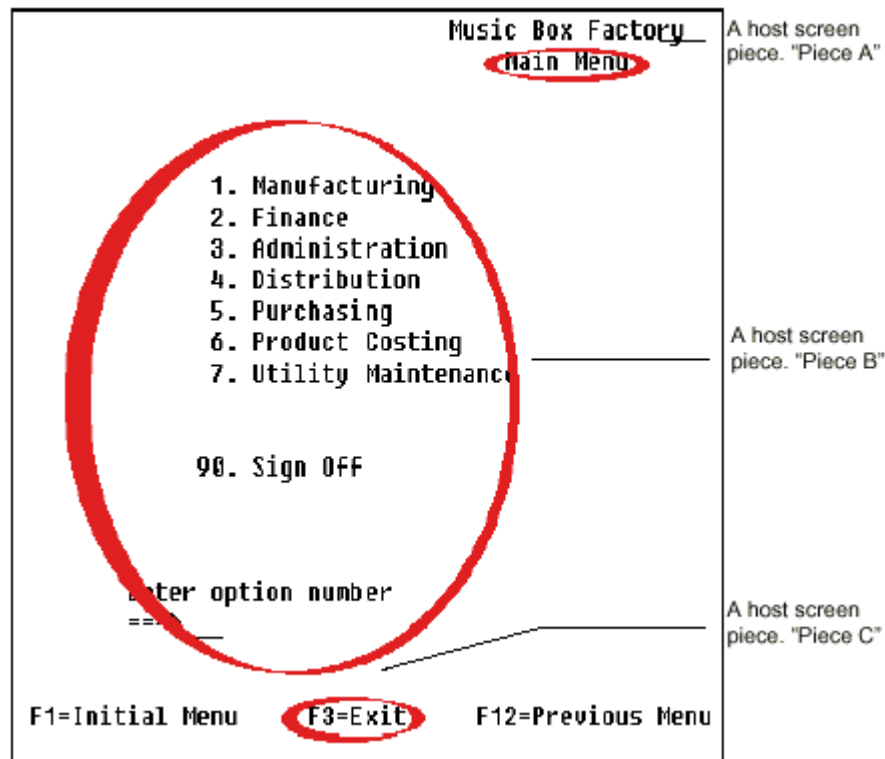 Music Box Factory
Main Menu
A host screen
piece. "Piece A"
1. Manufacturing
2. Finance
3. Administration
4. Distribution
5. Purchasing
6. Product Costing
7. Utility Maintenance
A host screen
piece. "Piece B"
90. Sign Off
Enter option number
===>
A host screen
piece. "Piece C"
F1=Initial Menu F3=Exit F12=Previous Menu